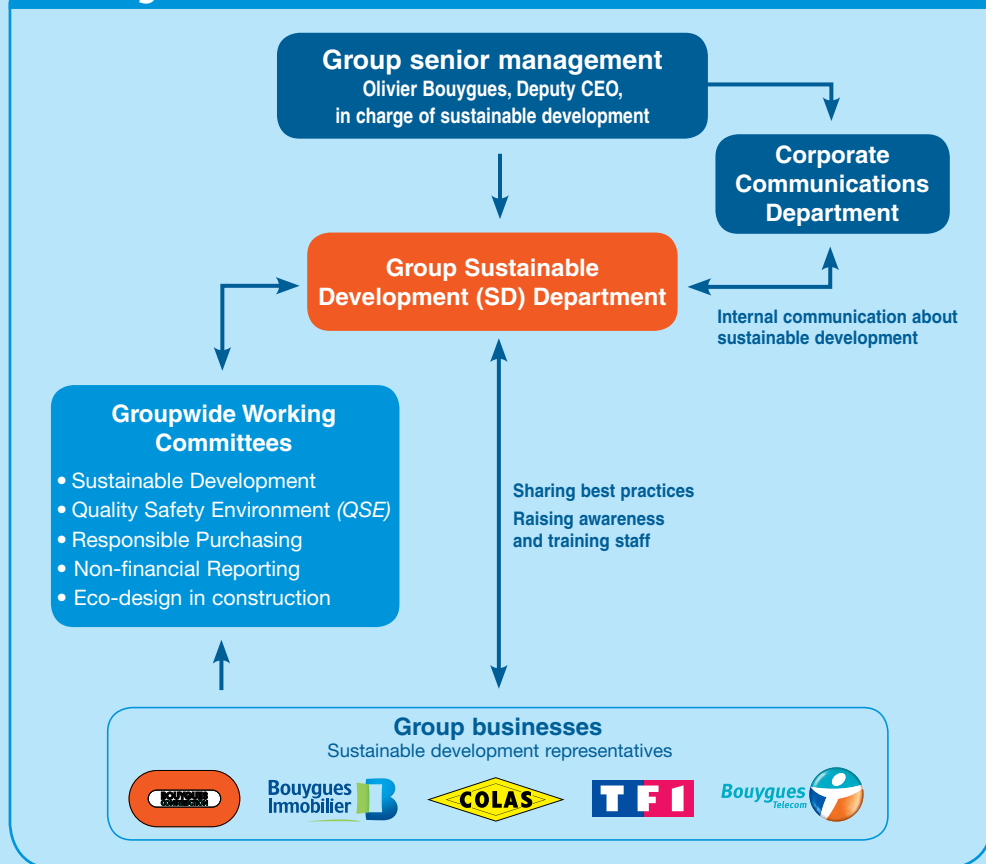 Group senior management
Olivier Bouygues, Deputy CEO,
in charge of sustainable development
Corporate
Communications
Department
Group Sustainable
Development (SD) Department
Internal communication about
sustainable development
Groupwide Working
Committees
• Sustainable Development
• Quality Safety Environment (QSE)
• Responsible Purchasing
• Non-financial Reporting
• Eco-design in construction
Sharing best practices
Raising awareness
and training staff
Group businesses
Sustainable development representatives
BOUYGUES
CONSTRUCTION
Bouygues
Immobilier
COLAS
TF1
Bouygues
Telecom